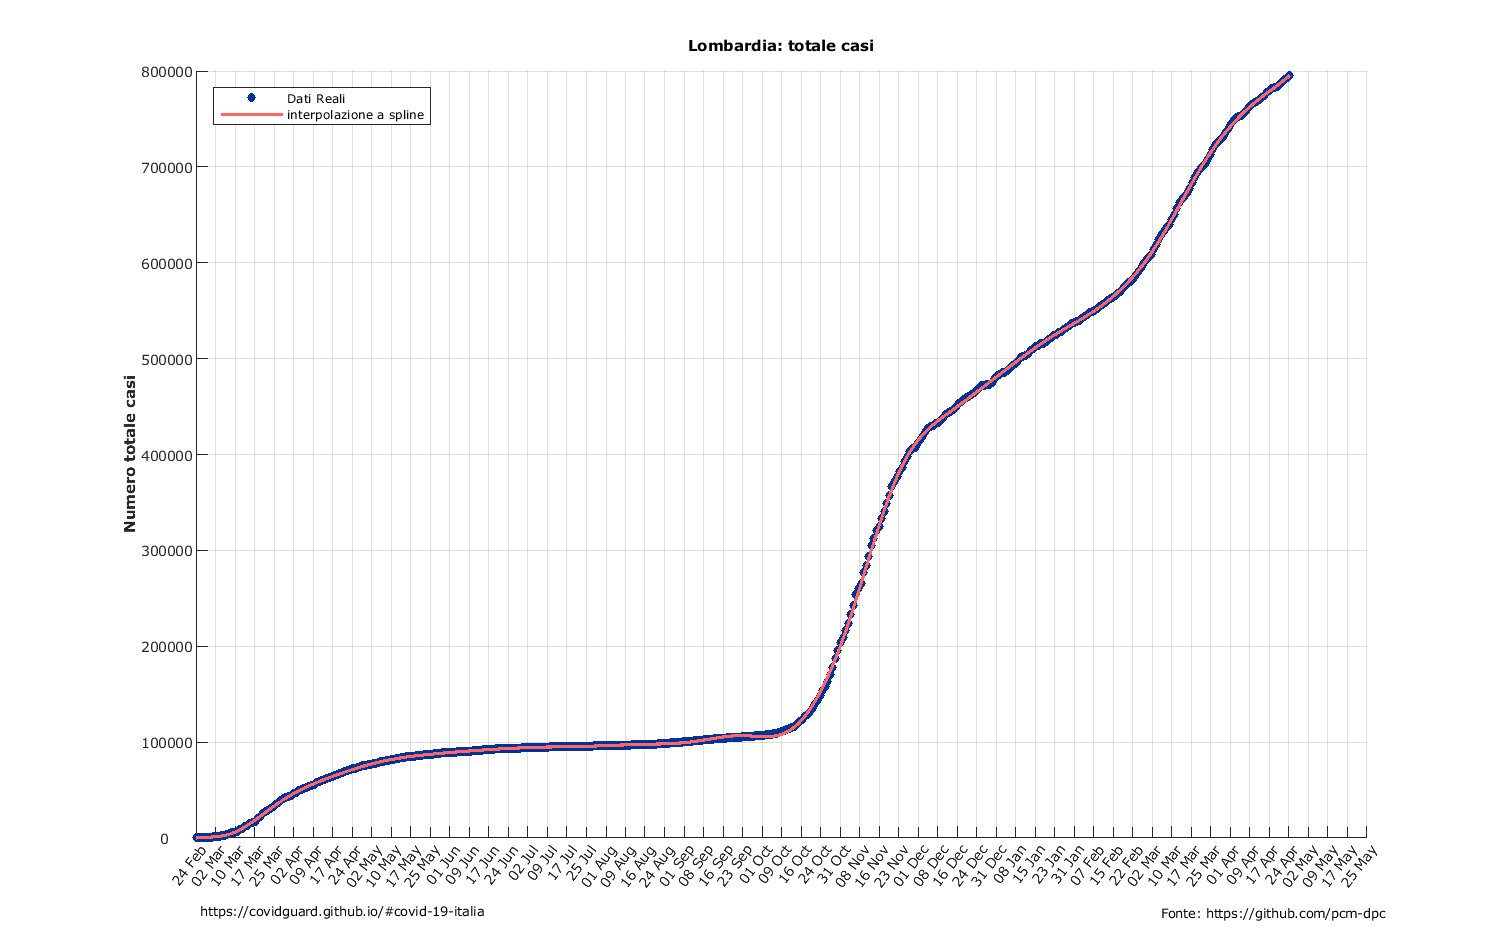 Lombardia: totale casi
800000
700000
600000
500000
400000
300000
200000
100000
0
Numero totale casi
Dati Reali
interpolazione a spline
24 Feb
02 Mar
10 Mar
17 Mar
25 Mar
02 Apr
09 Apr
17 Apr
24 Apr
02 May
10 May
17 May
25 May
01 Jun
09 Jun
17 Jun
24 Jun
02 Jul
09 Jul
17 Jul
25 Jul
01 Aug
09 Aug
16 Aug
24 Aug
01 Sep
08 Sep
16 Sep
23 Sep
01 Oct
09 Oct
16 Oct
24 Oct
31 Oct
08 Nov
16 Nov
23 Nov
01 Dec
08 Dec
16 Dec
24 Dec
31 Dec
08 Jan
15 Jan
23 Jan
31 Jan
07 Feb
15 Feb
22 Feb
02 Mar
10 Mar
17 Mar
25 Mar
01 Apr
09 Apr
17 Apr
24 Apr
02 May
09 May
17 May
25 May
https://covidguard.github.io/#covid-19-italia
Fonte: https://github.com/pcm-dpc